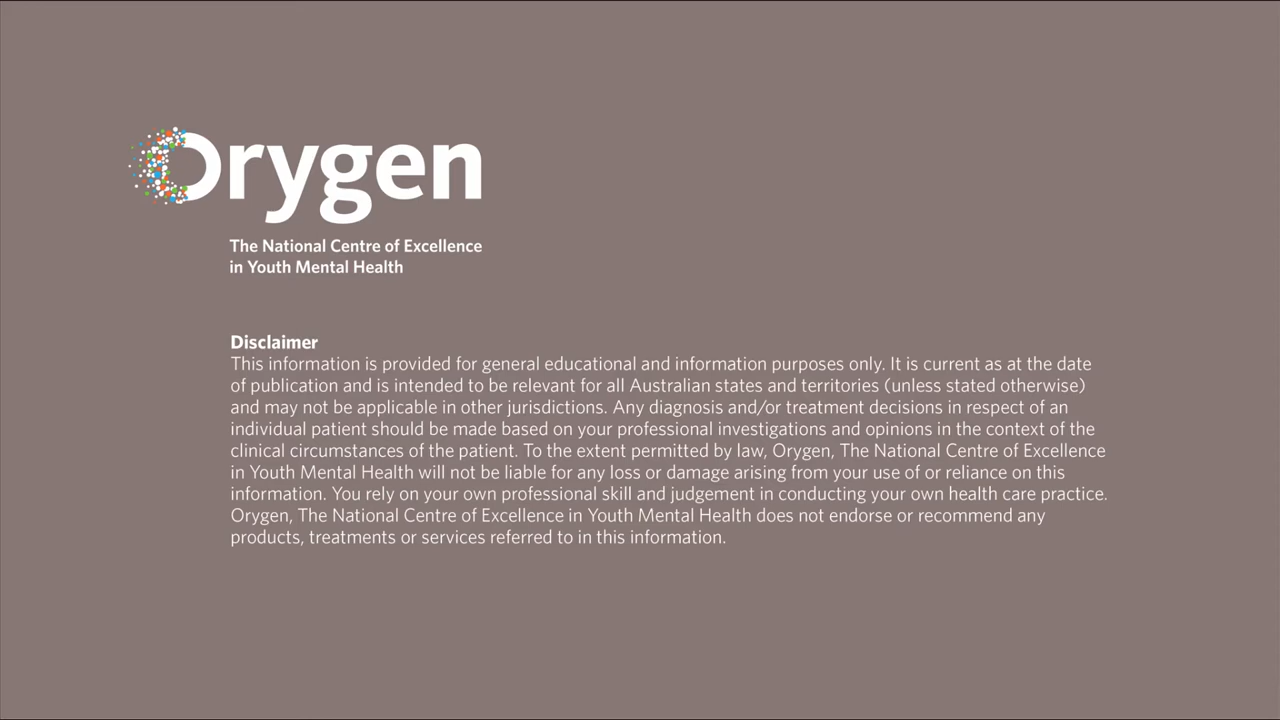 Orygen
The National Centre of Excellence
in Youth Mental Health
Disclaimer
This information is provided for general educational and information purposes only. It is current as at the date
of publication and is intended to be relevant for all Australian states and territories (unless stated otherwise)
and may not be applicable in other jurisdictions. Any diagnosis and/or treatment decisions in respect of an
individual patient should be made based on your professional investigations and opinions in the context of the
clinical circumstances of the patient. To the extent permitted by law, Orygen, The National Centre of Excellence
in Youth Mental Health will not be liable for any loss or damage arising from your use of or reliance on this
information. You rely on your own professional skill and judgement in conducting your own health care practice.
Orygen, The National Centre of Excellence in Youth Mental Health does not endorse or recommend any
products, treatments or services referred to in this information.